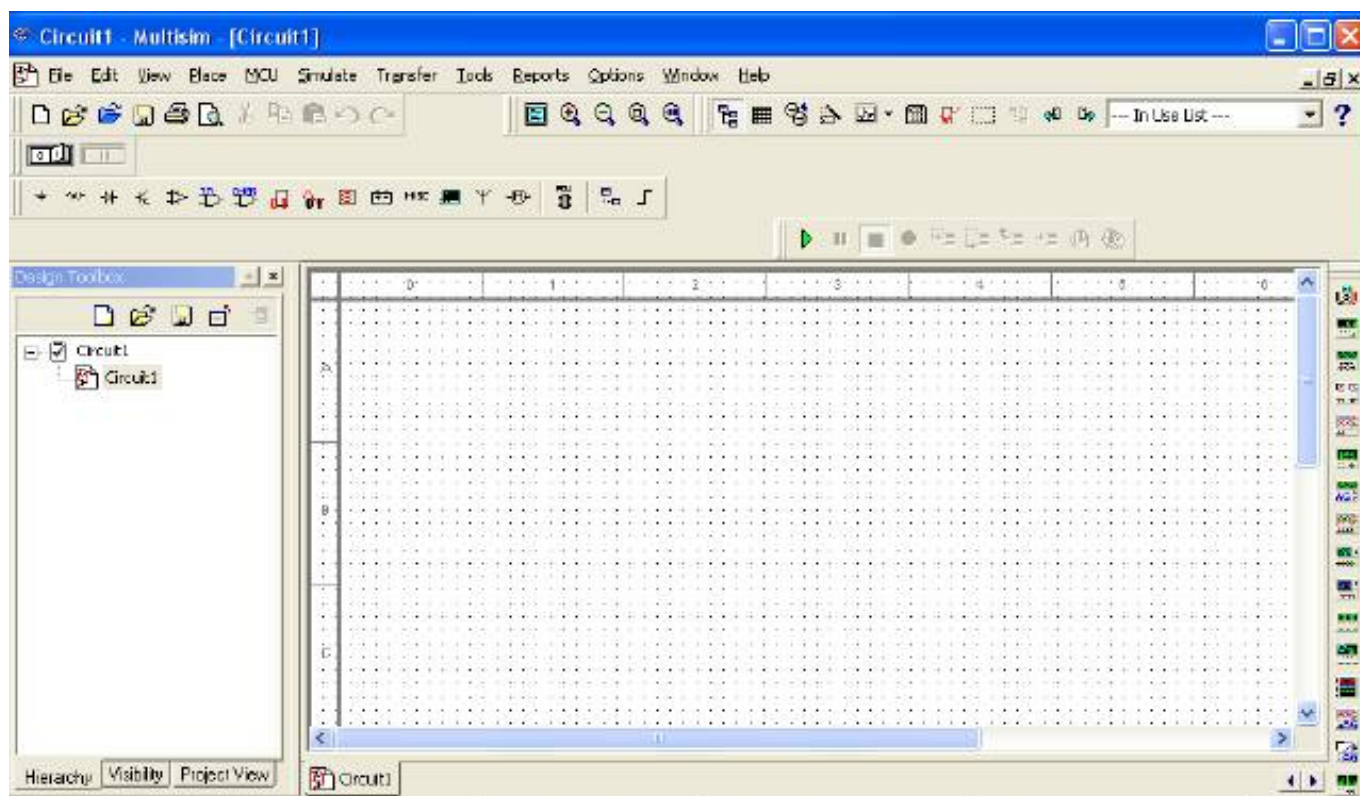 Circuit1 - Multisim - [Circuit1]
File Edit View Place MCU Simulate Transfer Tools Reports Options Window Help
--- In Use List ---
MISC
Design Toolbox
0 1 2 3 4 5 6
Circuit1
Circuit1
A
B
C
Hierarchy Visibility Project View
Circuit1